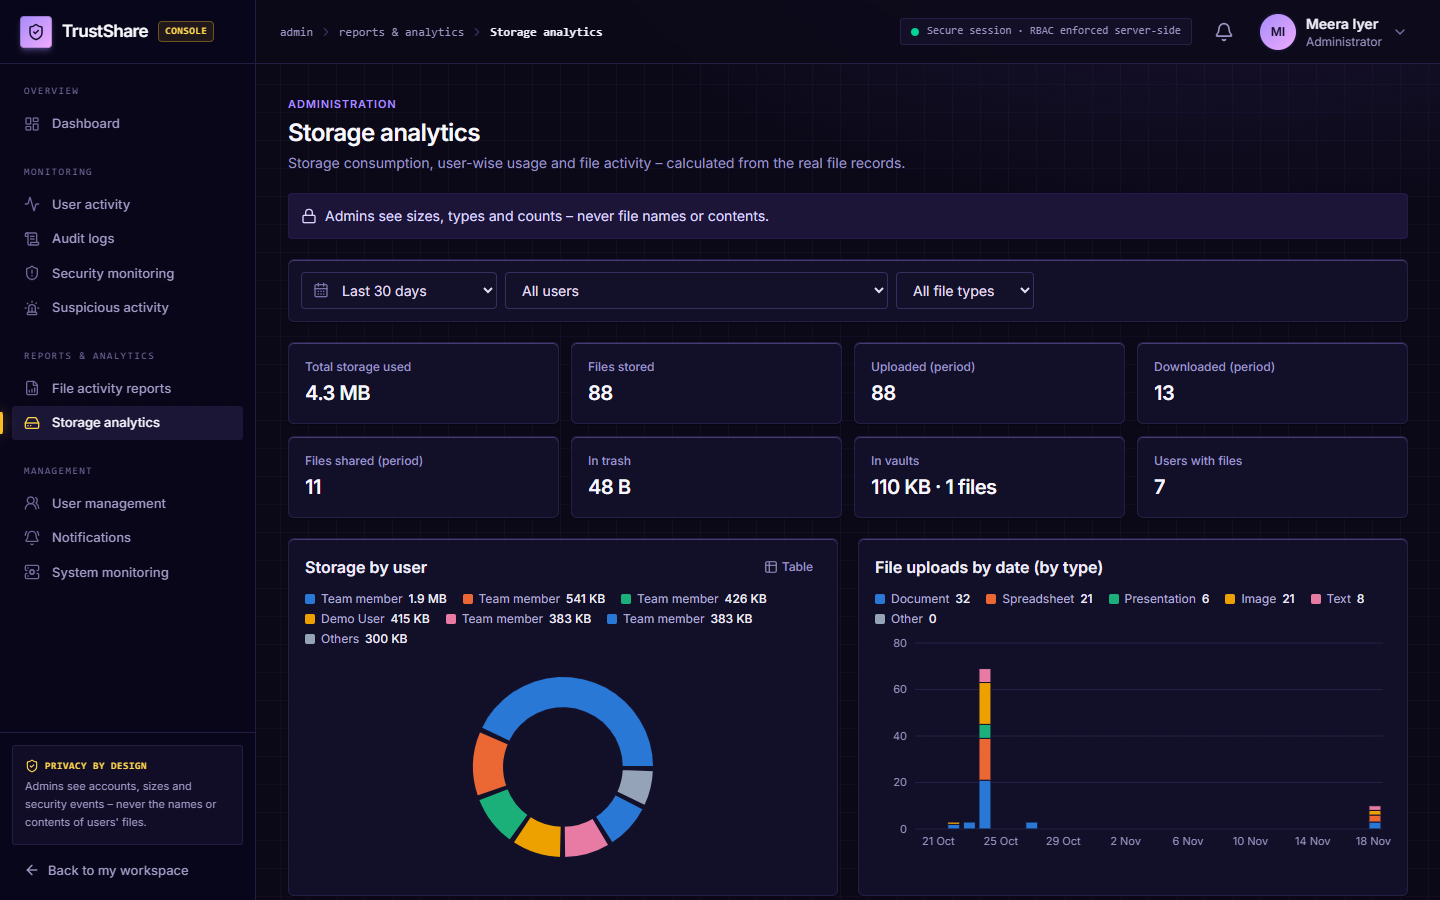 TrustShare CONSOLE
admin > reports & analytics > Storage analytics
Secure session · RBAC enforced server-side
MI
Meera Iyer
Administrator
OVERVIEW
Dashboard
MONITORING
User activity
Audit logs
Security monitoring
Suspicious activity
REPORTS & ANALYTICS
File activity reports
Storage analytics
MANAGEMENT
User management
Notifications
System monitoring
PRIVACY BY DESIGN
Admins see accounts, sizes and
security events – never the names or
contents of users' files.
Back to my workspace
ADMINISTRATION
Storage analytics
Storage consumption, user-wise usage and file activity – calculated from the real file records.
Admins see sizes, types and counts – never file names or contents.
Last 30 days All users All file types
Total storage used
4.3 MB
Files stored
88
Uploaded (period)
88
Downloaded (period)
13
Files shared (period)
11
In trash
48 B
In vaults
110 KB · 1 files
Users with files
7
Storage by user
Table
Team member 1.9 MB Team member 541 KB Team member 426 KB
Demo User 415 KB Team member 383 KB Team member 383 KB
Others 300 KB
File uploads by date (by type)
Document 32 Spreadsheet 21 Presentation 6 Image 21 Text 8
Other 0
80
60
40
20
0
21 Oct 25 Oct 29 Oct 2 Nov 6 Nov 10 Nov 14 Nov 18 Nov